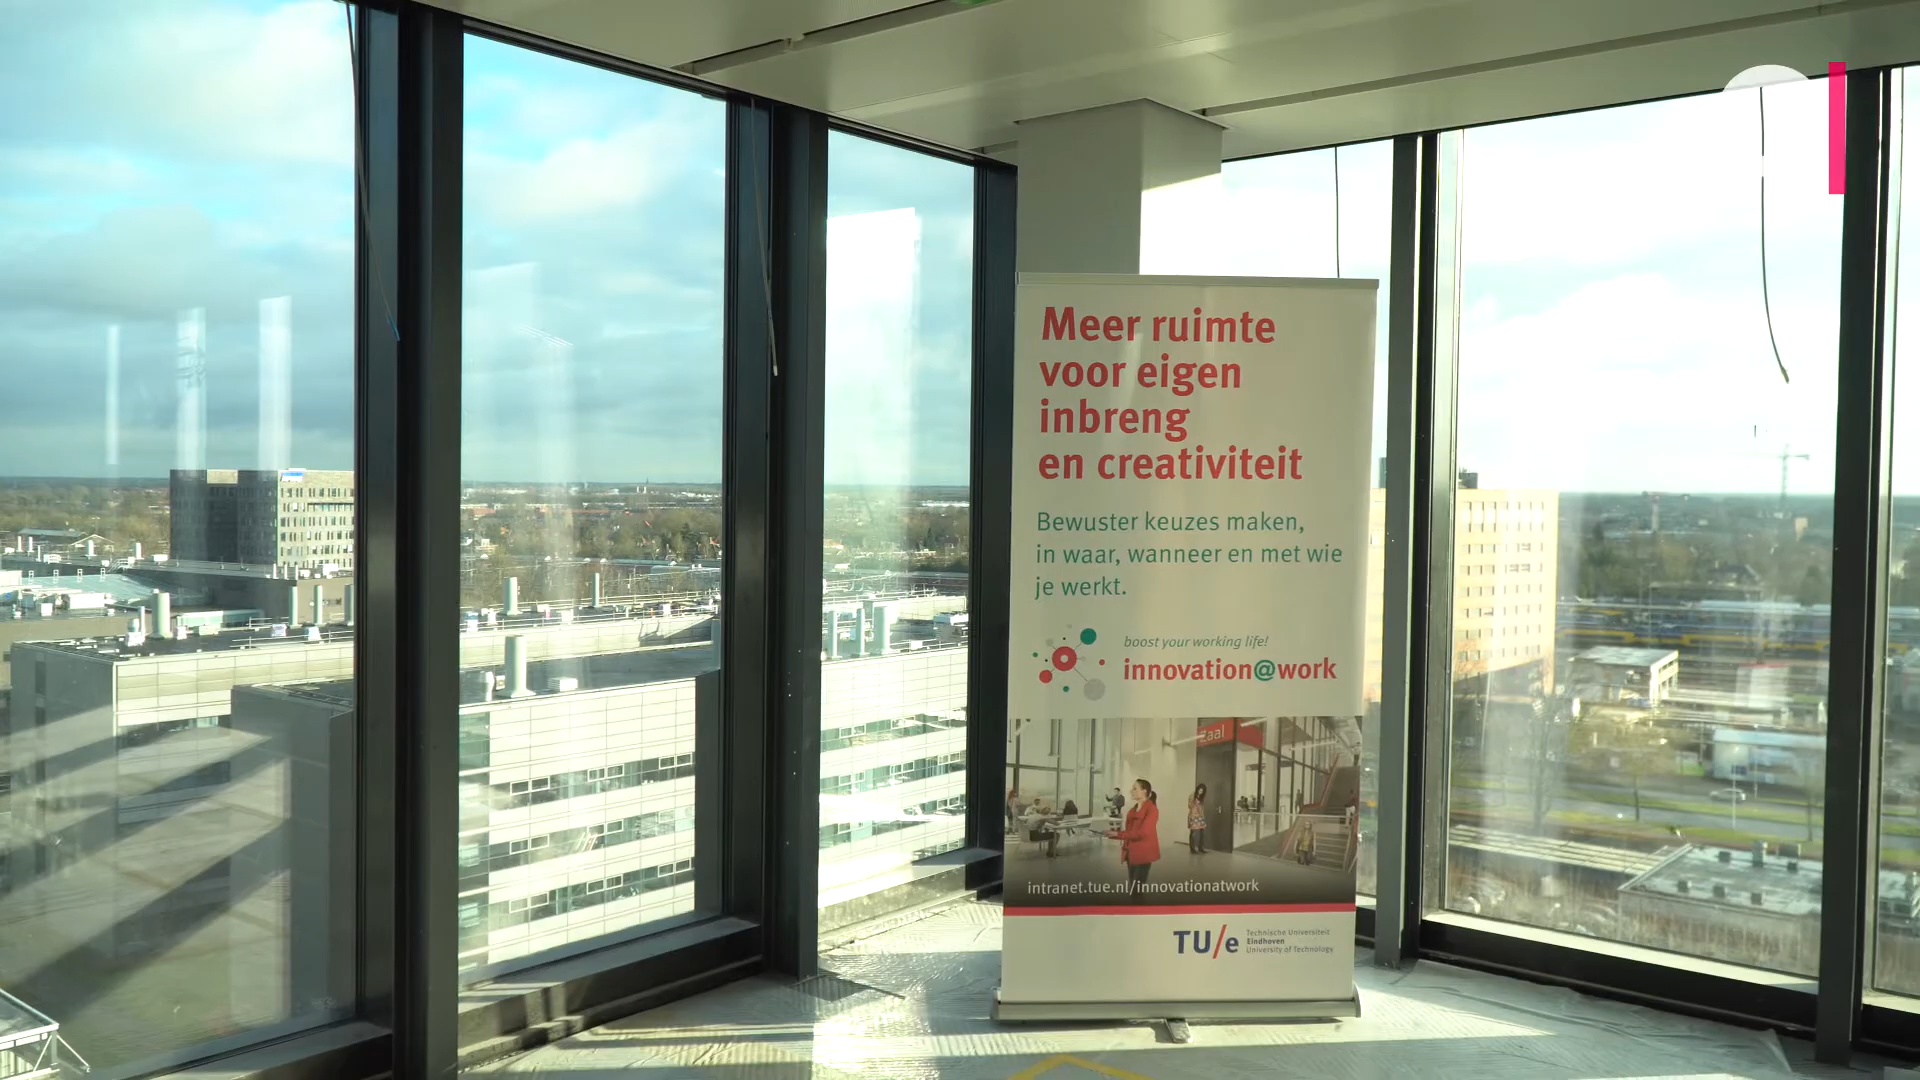 Meer ruimte
voor eigen
inbreng
en creativiteit
Bewuster keuzes maken,
in waar, wanneer en met wie
je werkt.
boost your working life!
innovation@work
Zaal
intranet.tue.nl/innovationatwork
TU/e
Technische Universiteit
Eindhoven
University of Technology